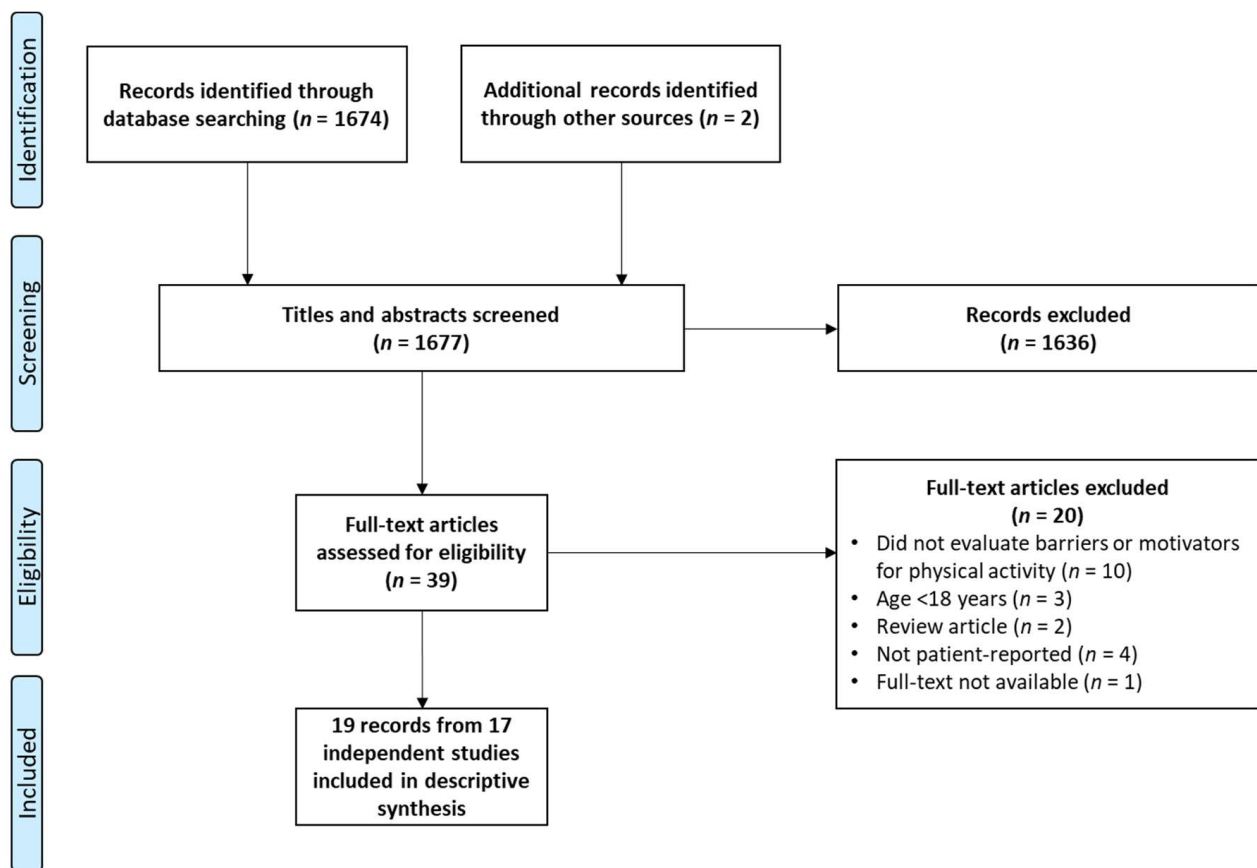 Identification
Records identified through
database searching (n = 1674)
Additional records identified
through other sources (n = 2)
Screening
Titles and abstracts screened
(n = 1677)
Records excluded
(n = 1636)
Eligibility
Full-text articles
assessed for eligibility
(n = 39)
Full-text articles excluded
(n = 20)
• Did not evaluate barriers or motivators
for physical activity (n = 10)
• Age <18 years (n = 3)
• Review article (n = 2)
• Not patient-reported (n = 4)
• Full-text not available (n = 1)
Included
19 records from 17
independent studies
included in descriptive
synthesis